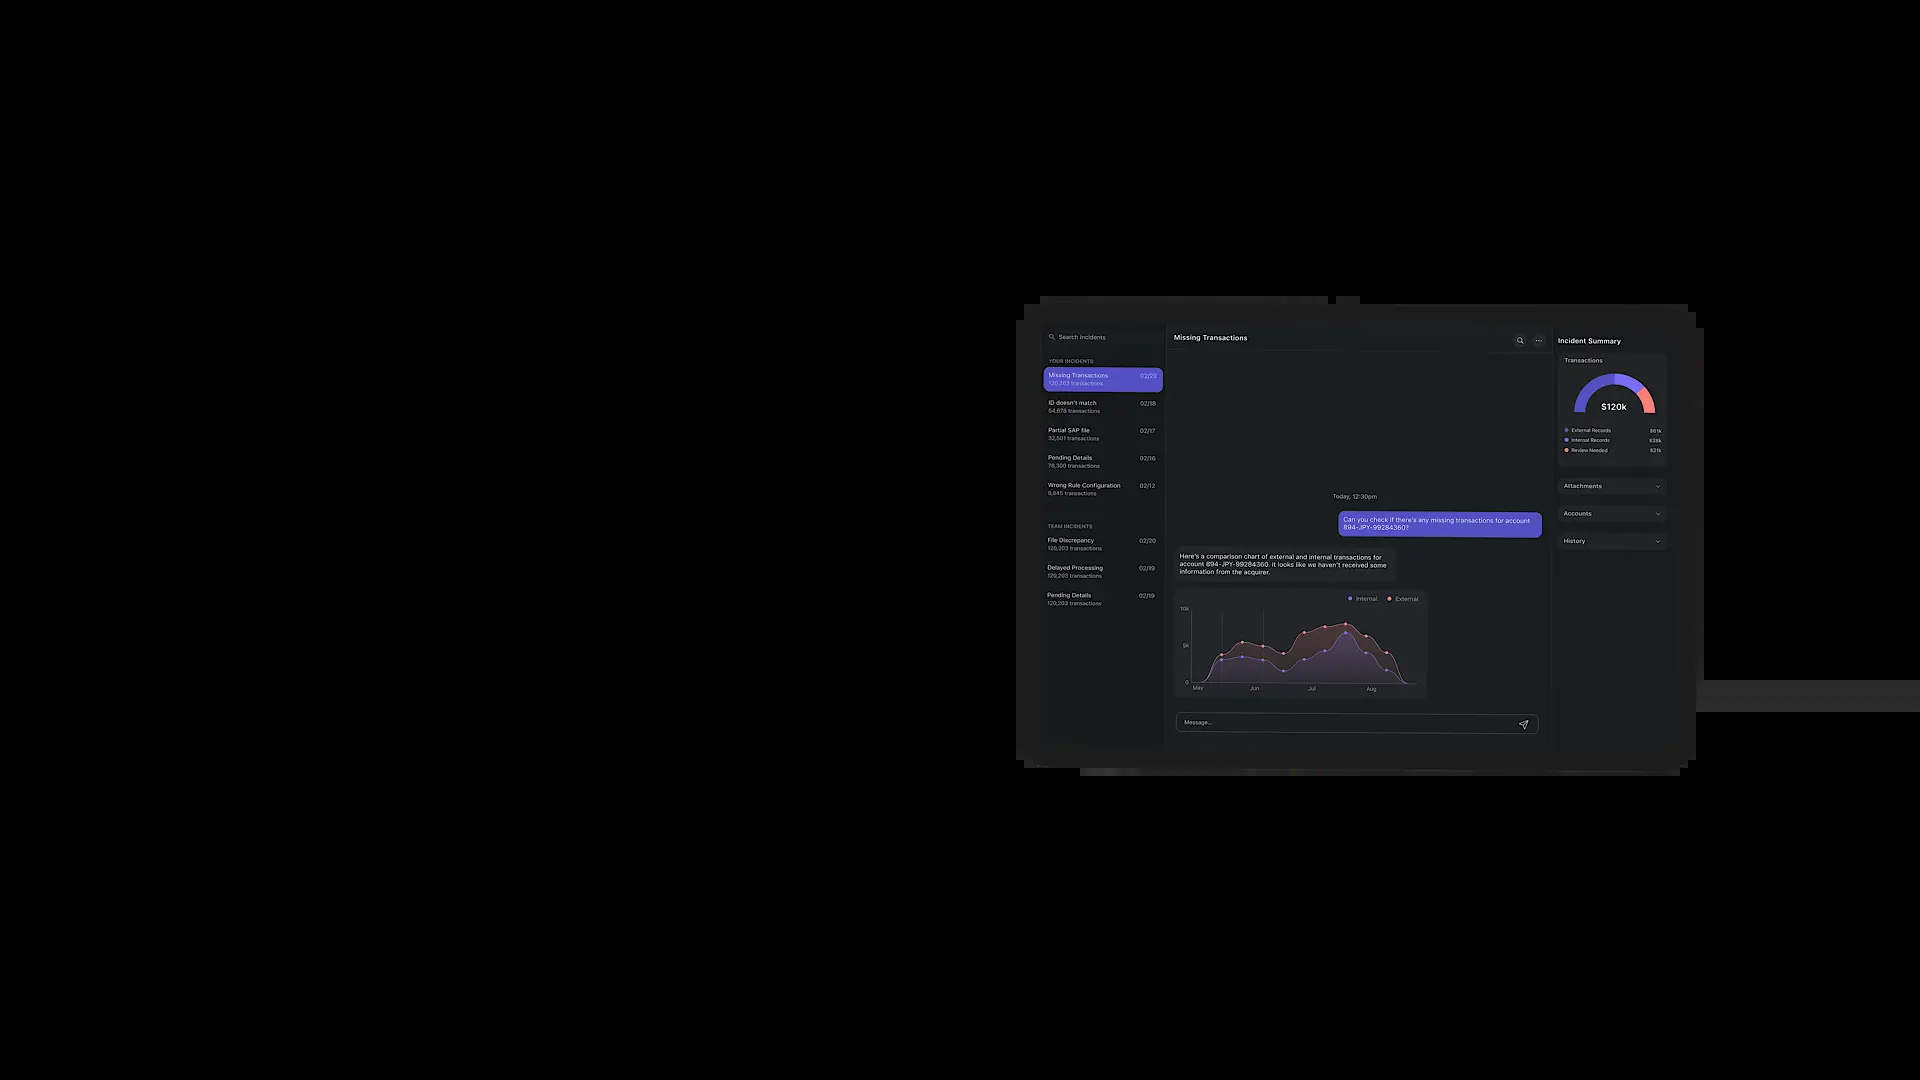 Search Incidents
YOUR INCIDENTS
Missing Transactions 02/20
120,203 transactions
ID doesn't match 02/18
54,678 transactions
Partial SAP file 02/17
32,501 transactions
Pending Details 02/16
78,300 transactions
Wrong Rule Configuration 02/12
9,845 transactions
TEAM INCIDENTS
File Discrepancy 02/20
120,203 transactions
Delayed Processing 02/19
120,203 transactions
Pending Details 02/19
120,203 transactions
Missing Transactions
Today, 12:30pm
Can you check if there's any missing transactions for account
894-JPY-99284360?
Here's a comparison chart of external and internal transactions for
account 894-JPY-99284360. It looks like we haven't received some
information from the acquirer.
Internal External
10k
5k
0
May Jun Jul Aug
Message...
Incident Summary
Transactions
$120k
External Records $61k
Internal Records $38k
Review Needed $21k
Attachments
Accounts
History